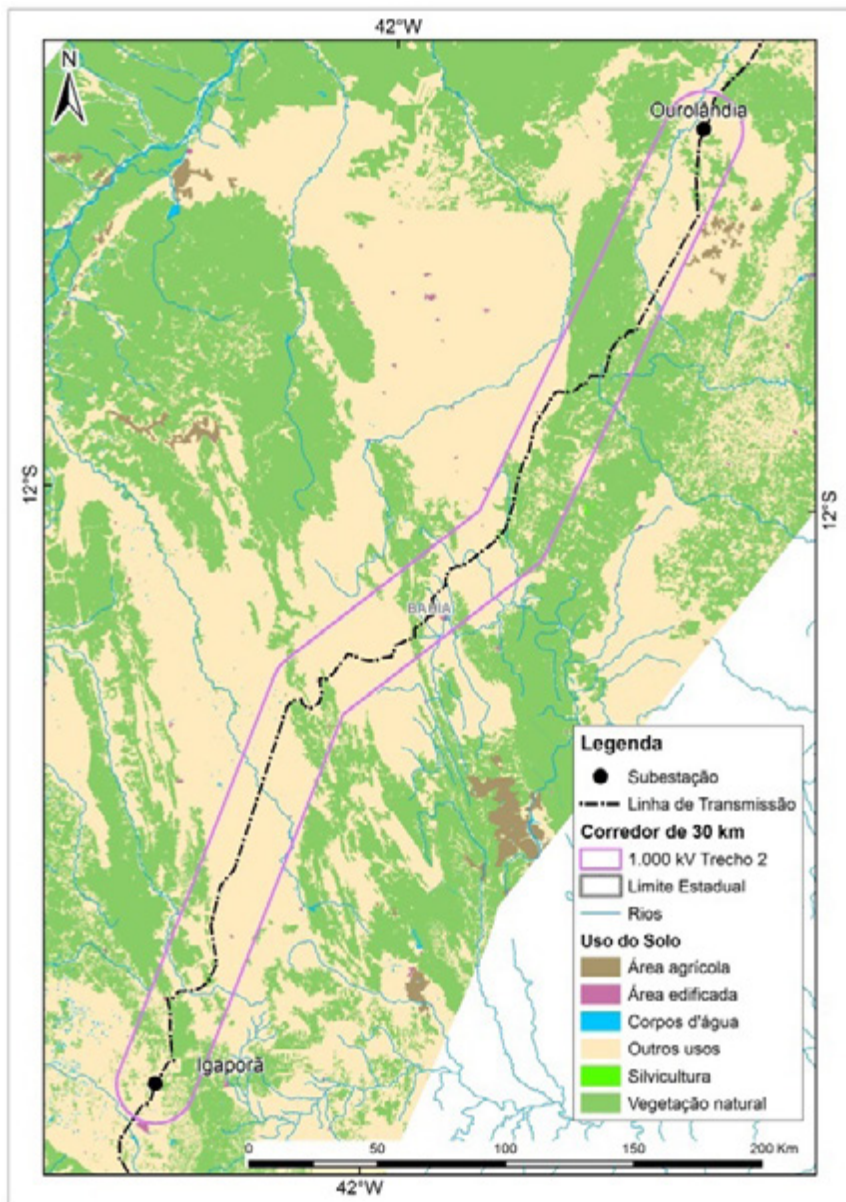 42°W
N
Ourolândia
12°S
12°S
BAHIA
Legenda
Subestação
Linha de Transmissão
Corredor de 30 km
1.000 kV Trecho 2
Limite Estadual
Rios
Uso do Solo
Área agrícola
Área edificada
Corpos d'água
Outros usos
Silvicultura
Vegetação natural
Igaporã
0 50 100 150 200 Km
42°W